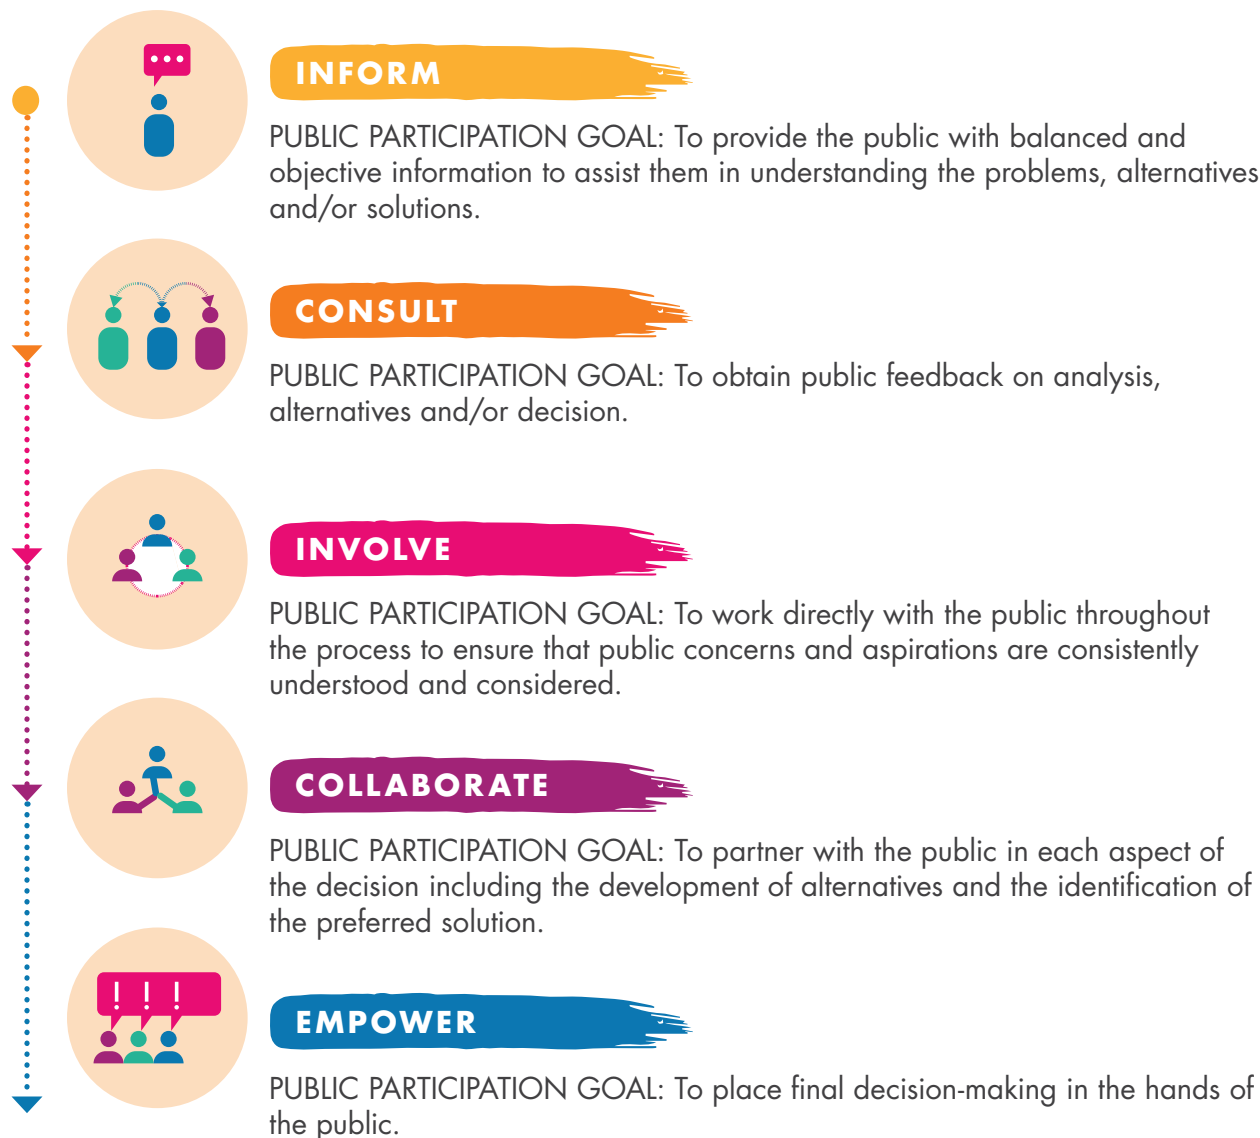 INFORM
PUBLIC PARTICIPATION GOAL: To provide the public with balanced and
objective information to assist them in understanding the problems, alternatives
and/or solutions.
CONSULT
PUBLIC PARTICIPATION GOAL: To obtain public feedback on analysis,
alternatives and/or decision.
INVOLVE
PUBLIC PARTICIPATION GOAL: To work directly with the public throughout
the process to ensure that public concerns and aspirations are consistently
understood and considered.
COLLABORATE
PUBLIC PARTICIPATION GOAL: To partner with the public in each aspect of
the decision including the development of alternatives and the identification of
the preferred solution.
! ! !
EMPOWER
PUBLIC PARTICIPATION GOAL: To place final decision-making in the hands of
the public.